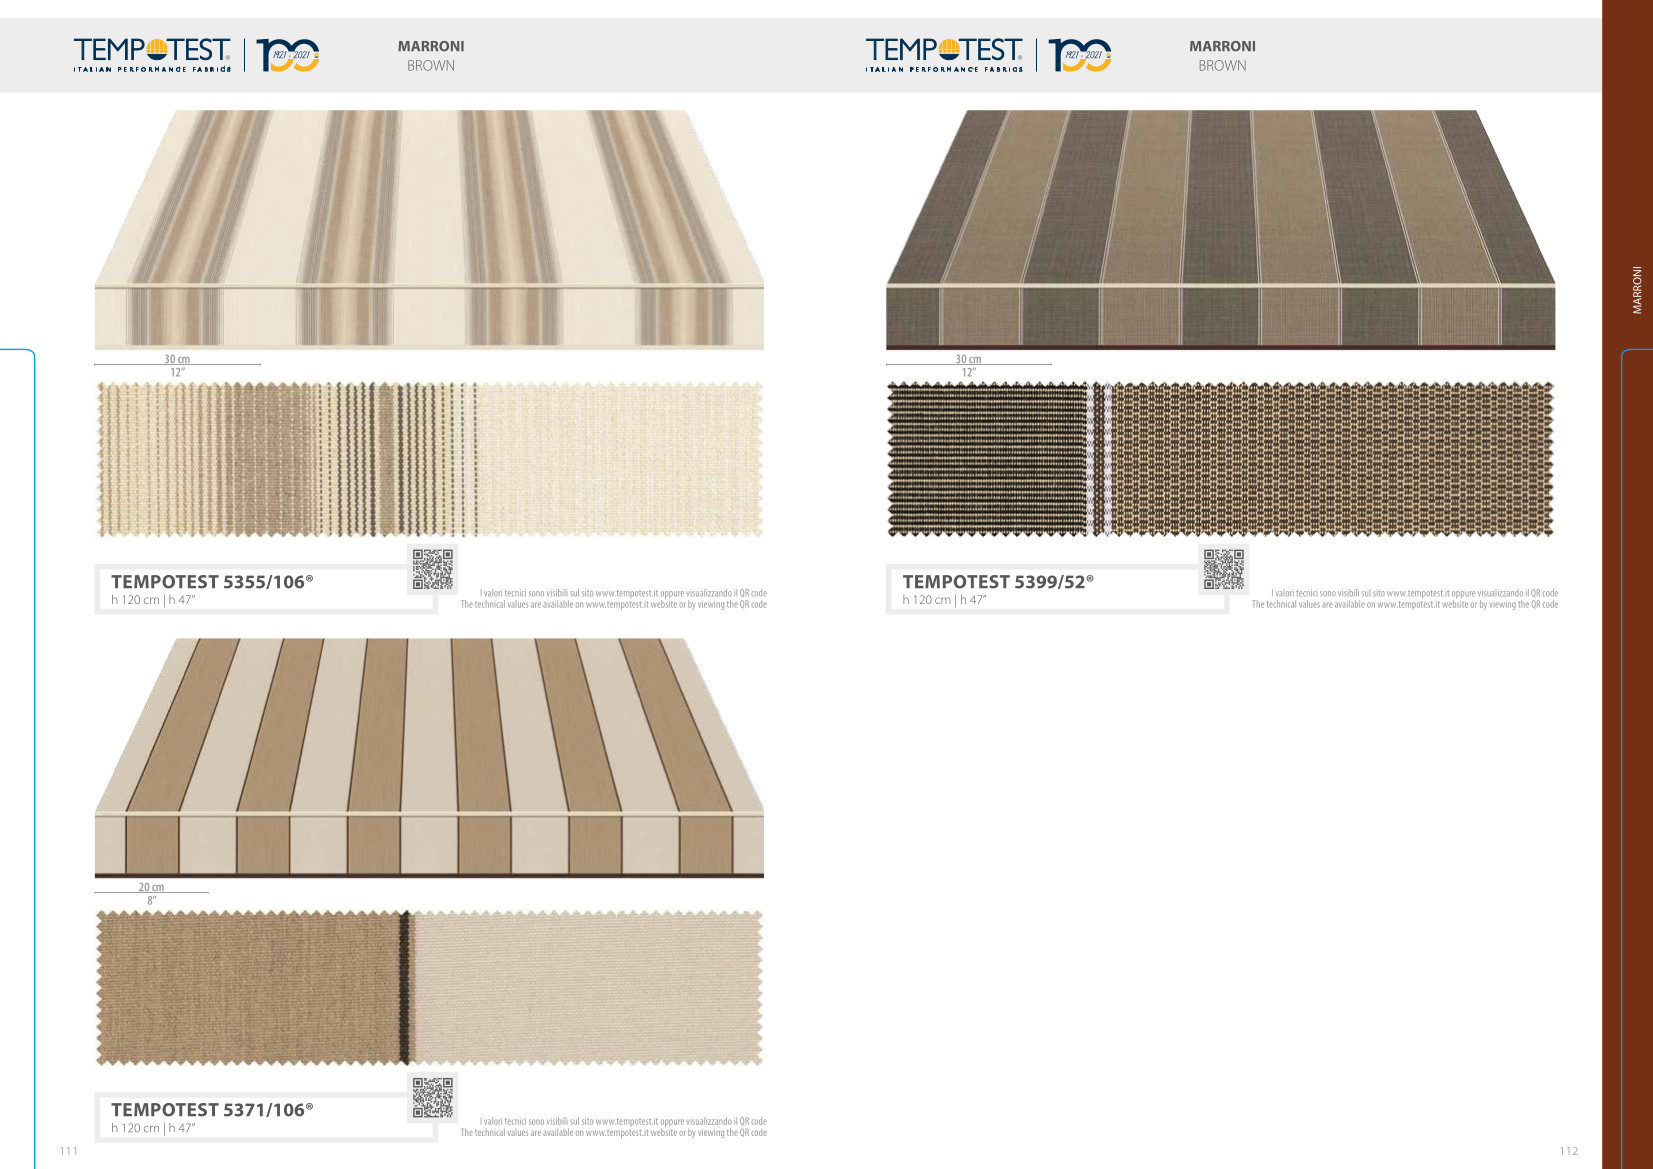 TEMPOTEST®
ITALIAN PERFORMANCE FABRICS
100
1921 - 2021
MARRONI
BROWN
30 cm
12”
TEMPOTEST 5355/106®
h 120 cm | h 47”
I valori tecnici sono visibili sul sito www.tempotest.it oppure visualizzando il QR code
The technical values are available on www.tempotest.it website or by viewing the QR code
20 cm
8”
TEMPOTEST 5371/106®
h 120 cm | h 47”
I valori tecnici sono visibili sul sito www.tempotest.it oppure visualizzando il QR code
The technical values are available on www.tempotest.it website or by viewing the QR code
111
TEMPOTEST®
ITALIAN PERFORMANCE FABRICS
100
1921 - 2021
MARRONI
BROWN
30 cm
12”
TEMPOTEST 5399/52®
h 120 cm | h 47”
I valori tecnici sono visibili sul sito www.tempotest.it oppure visualizzando il QR code
The technical values are available on www.tempotest.it website or by viewing the QR code
MARRONI
112